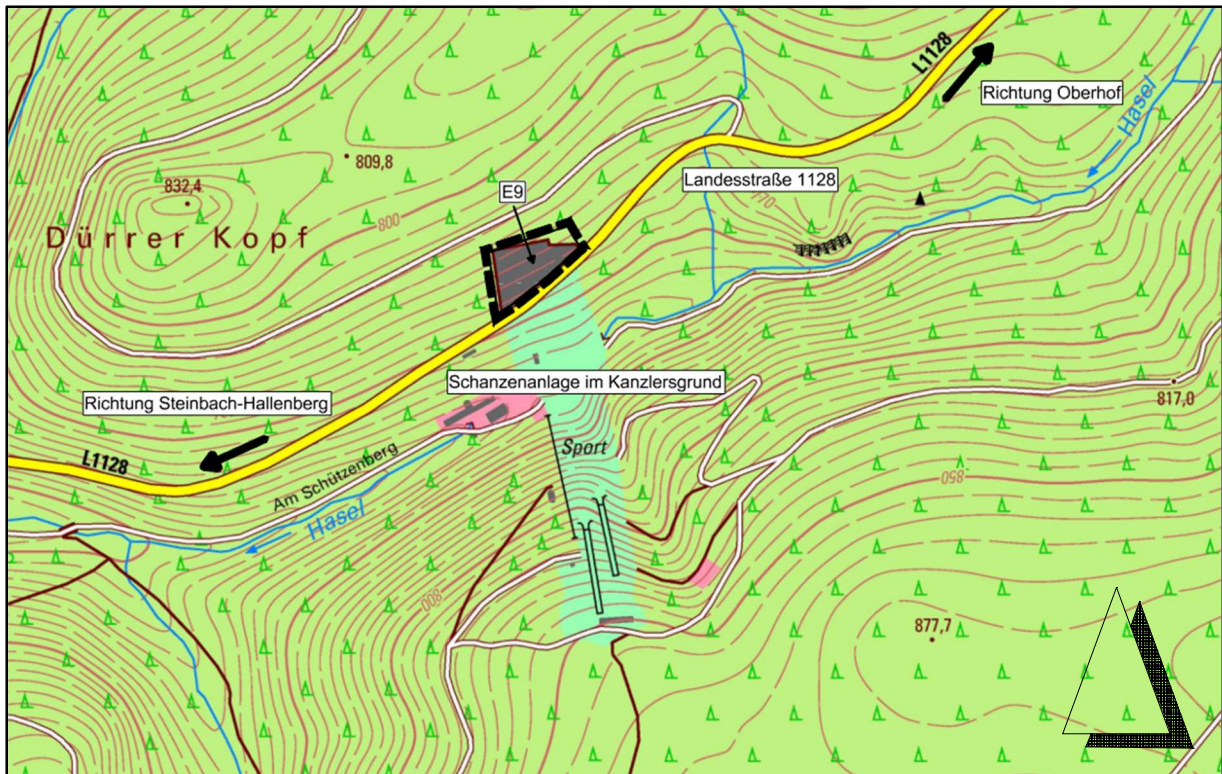 L1128
Richtung Oberhof
Hasel
809,8
832,4
E9
Landesstraße 1128
770
800
Dürrer Kopf
Schanzenanlage im Kanzlersgrund
Richtung Steinbach-Hallenberg
817,0
Sport
L1128
Am Schützenberg
850
Hasel
800
877,7